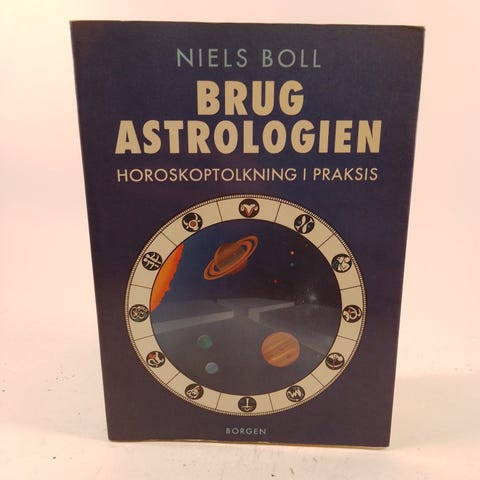 NIELS BOLL
BRUG
ASTROLOGIEN
HOROSKOPTOLKNING I PRAKSIS
BORGEN